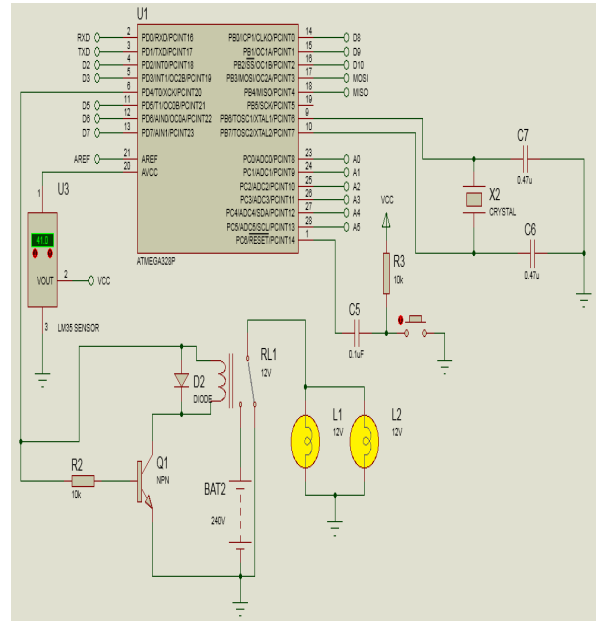 U1
RXD 2 PD0/RXD/PCINT16 PB0/ICP1/CLKO/PCINT0 14 D8
TXD 3 PD1/TXD/PCINT17 PB1/OC1A/PCINT1 15 D9
D2 4 PD2/INT0/PCINT18 PB2/SS/OC1B/PCINT2 16 D10
D3 5 PD3/INT1/OC2B/PCINT19 PB3/MOSI/OC2A/PCINT3 17 MOSI
6 PD4/T0/XCK/PCINT20 PB4/MISO/PCINT4 18 MISO
D5 11 PD5/T1/OC0B/PCINT21 PB5/SCK/PCINT5 19
D6 12 PD6/AIN0/OC0A/PCINT22 PB6/TOSC1/XTAL1/PCINT6 9
D7 13 PD7/AIN1/PCINT23 PB7/TOSC2/XTAL2/PCINT7 10
AREF 21 AREF PC0/ADC0/PCINT8 23 A0
20 AVCC PC1/ADC1/PCINT9 24 A1
PC2/ADC2/PCINT10 25 A2
PC3/ADC3/PCINT11 26 A3
PC4/ADC4/SDA/PCINT12 27 A4
PC5/ADC5/SCL/PCINT13 28 A5
PC6/RESET/PCINT14 1
ATMEGA328P
C7
0.47u
X2
CRYSTAL
C6
0.47u
VCC
R3
10k
C5
0.1uF
U3
1
41.0
VOUT 2 VCC
3 LM35 SENSOR
RL1
12V
D2
DIODE
L1
12V
L2
12V
R2
10k
Q1
NPN
BAT2
240V